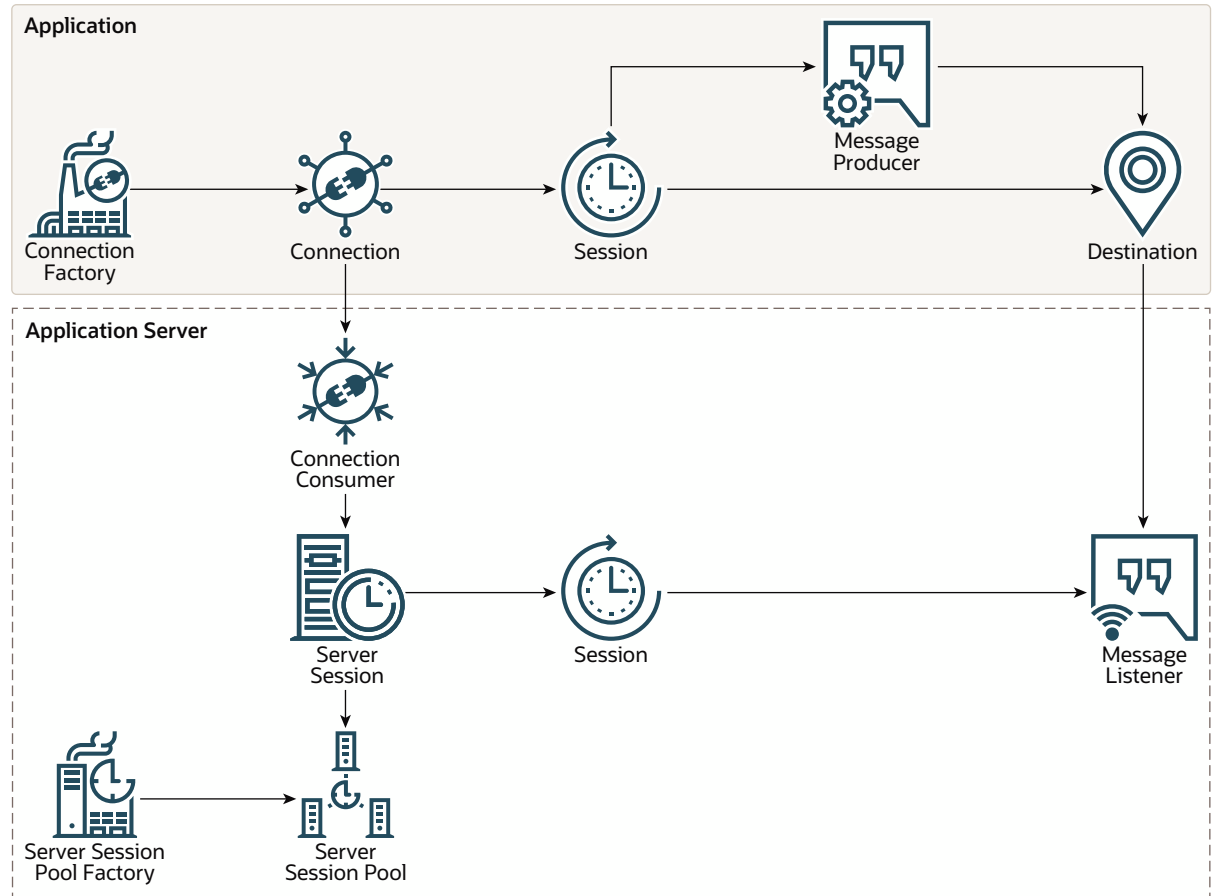 Application
Message
Producer
Connection
Factory
Connection
Session
Destination
Application Server
Connection
Consumer
Server
Session
Session
Message
Listener
Server Session
Pool Factory
Server
Session Pool